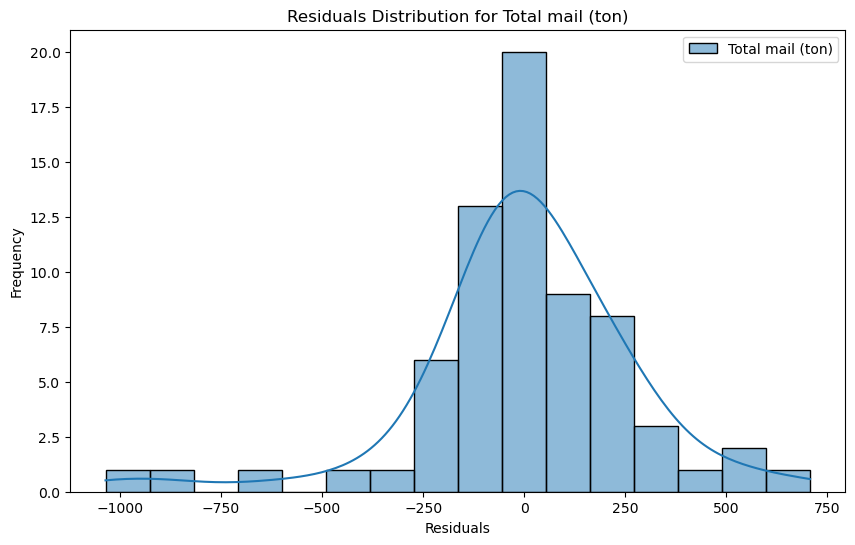 Residuals Distribution for Total mail (ton)
Total mail (ton)
Frequency
20.0
17.5
15.0
12.5
10.0
7.5
5.0
2.5
0.0
−1000 −750 −500 −250 0 250 500 750
Residuals